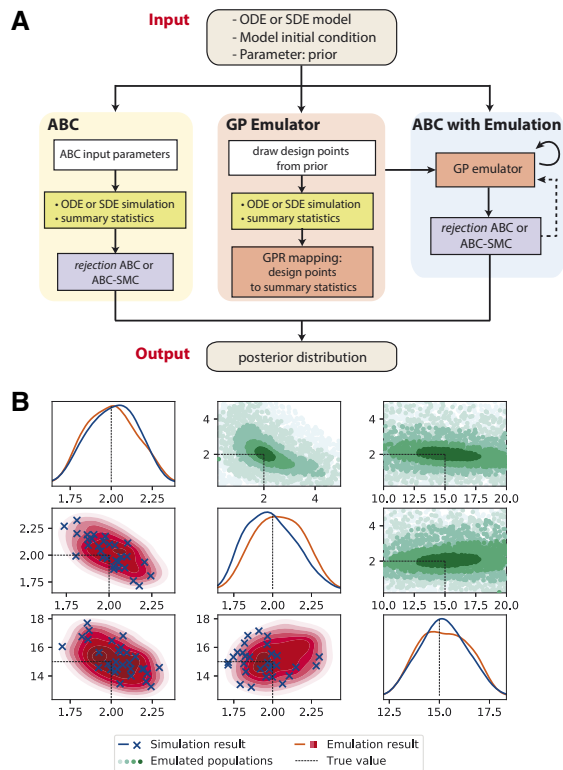 A
Input
- ODE or SDE model
- Model initial condition
- Parameter: prior
ABC
ABC input parameters
• ODE or SDE simulation
• summary statistics
rejection ABC or
ABC-SMC
GP Emulator
draw design points
from prior
• ODE or SDE simulation
• summary statistics
GPR mapping:
design points
to summary statistics
ABC with Emulation
GP emulator
rejection ABC or
ABC-SMC
Output
posterior distribution
B
1.75 2.00 2.25
4
2
2 4
4
2
10.0 12.5 15.0 17.5 20.0
2.25
2.00
1.75
1.75 2.00 2.25
1.75 2.00 2.25
4
2
10.0 12.5 15.0 17.5 20.0
18
16
14
1.75 2.00 2.25
16
14
1.75 2.00 2.25
12.5 15.0 17.5
Simulation result
Emulation result
Emulated populations
True value